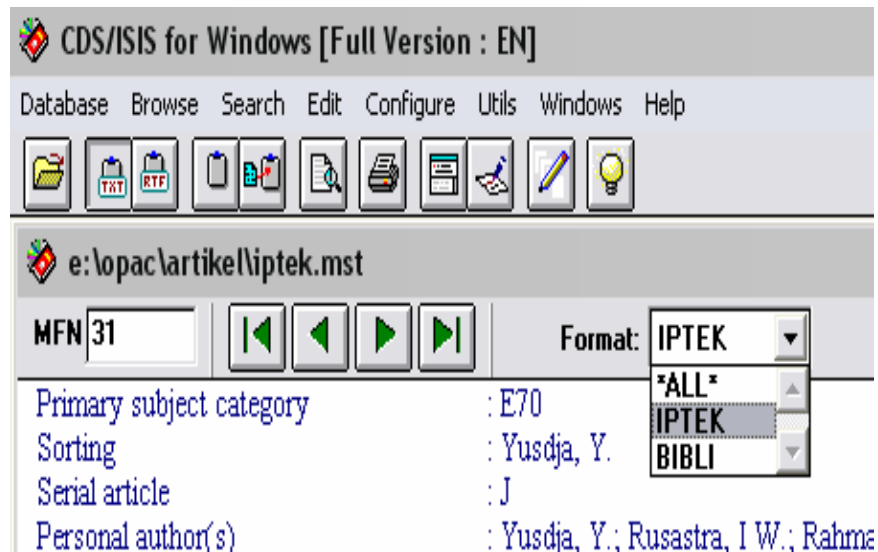 CDS/ISIS for Windows [Full Version : EN]
Database Browse Search Edit Configure Utils Windows Help
TXT RTF
e:\opac\artikel\iptek.mst
MFN 31 Format: IPTEK
*ALL*
IPTEK
BIBLI
Primary subject category : E70
Sorting : Yusdja, Y.
Serial article : J
Personal author(s) : Yusdja, Y.; Rusastra, I W.; Rahma